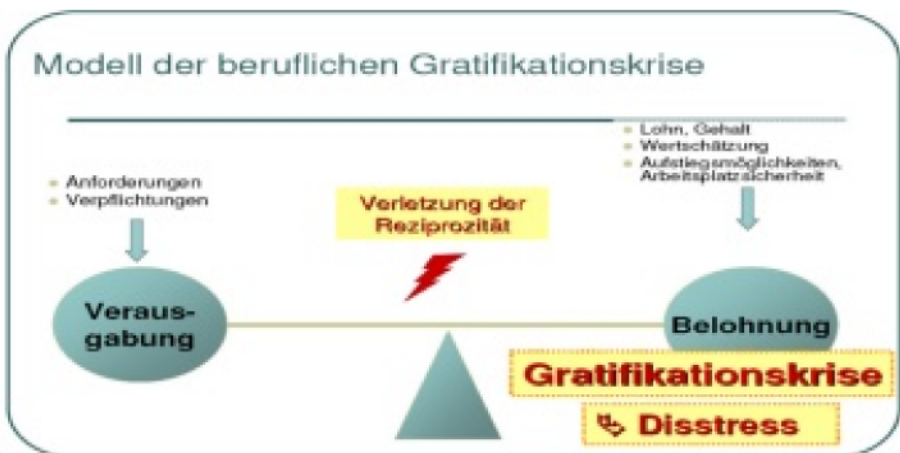 Modell der beruflichen Gratifikationskrise
Lohn, Gehalt
Wertschätzung
Aufstiegsmöglichkeiten,
Arbeitsplatzsicherheit
Anforderungen
Verpflichtungen
Verletzung der
Reziprozität
Veraus-
gabung
Belohnung
Gratifikationskrise
Disstress